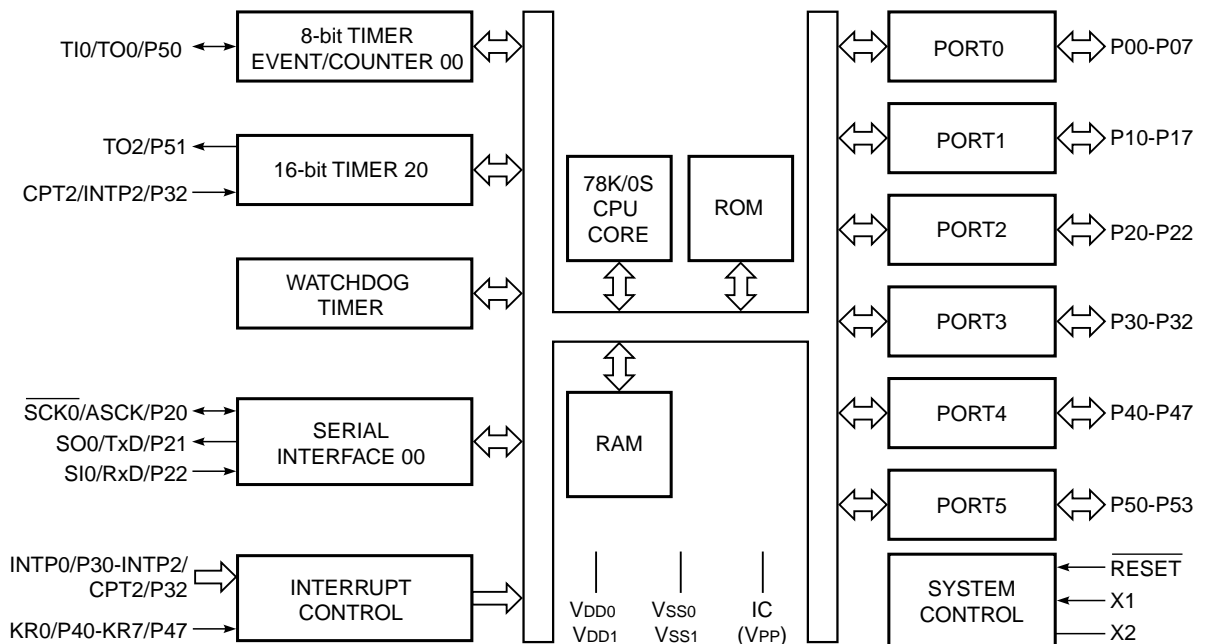 TI0/TO0/P50
8-bit TIMER
EVENT/COUNTER 00
TO2/P51
CPT2/INTP2/P32
16-bit TIMER 20
WATCHDOG
TIMER
SCK0/ASCK/P20
SO0/TxD/P21
SI0/RxD/P22
SERIAL
INTERFACE 00
INTP0/P30-INTP2/
CPT2/P32
KR0/P40-KR7/P47
INTERRUPT
CONTROL
78K/0S
CPU
CORE
ROM
RAM
VDD0
VDD1
VSS0
VSS1
IC
(VPP)
PORT0
P00-P07
PORT1
P10-P17
PORT2
P20-P22
PORT3
P30-P32
PORT4
P40-P47
PORT5
P50-P53
SYSTEM
CONTROL
RESET
X1
X2